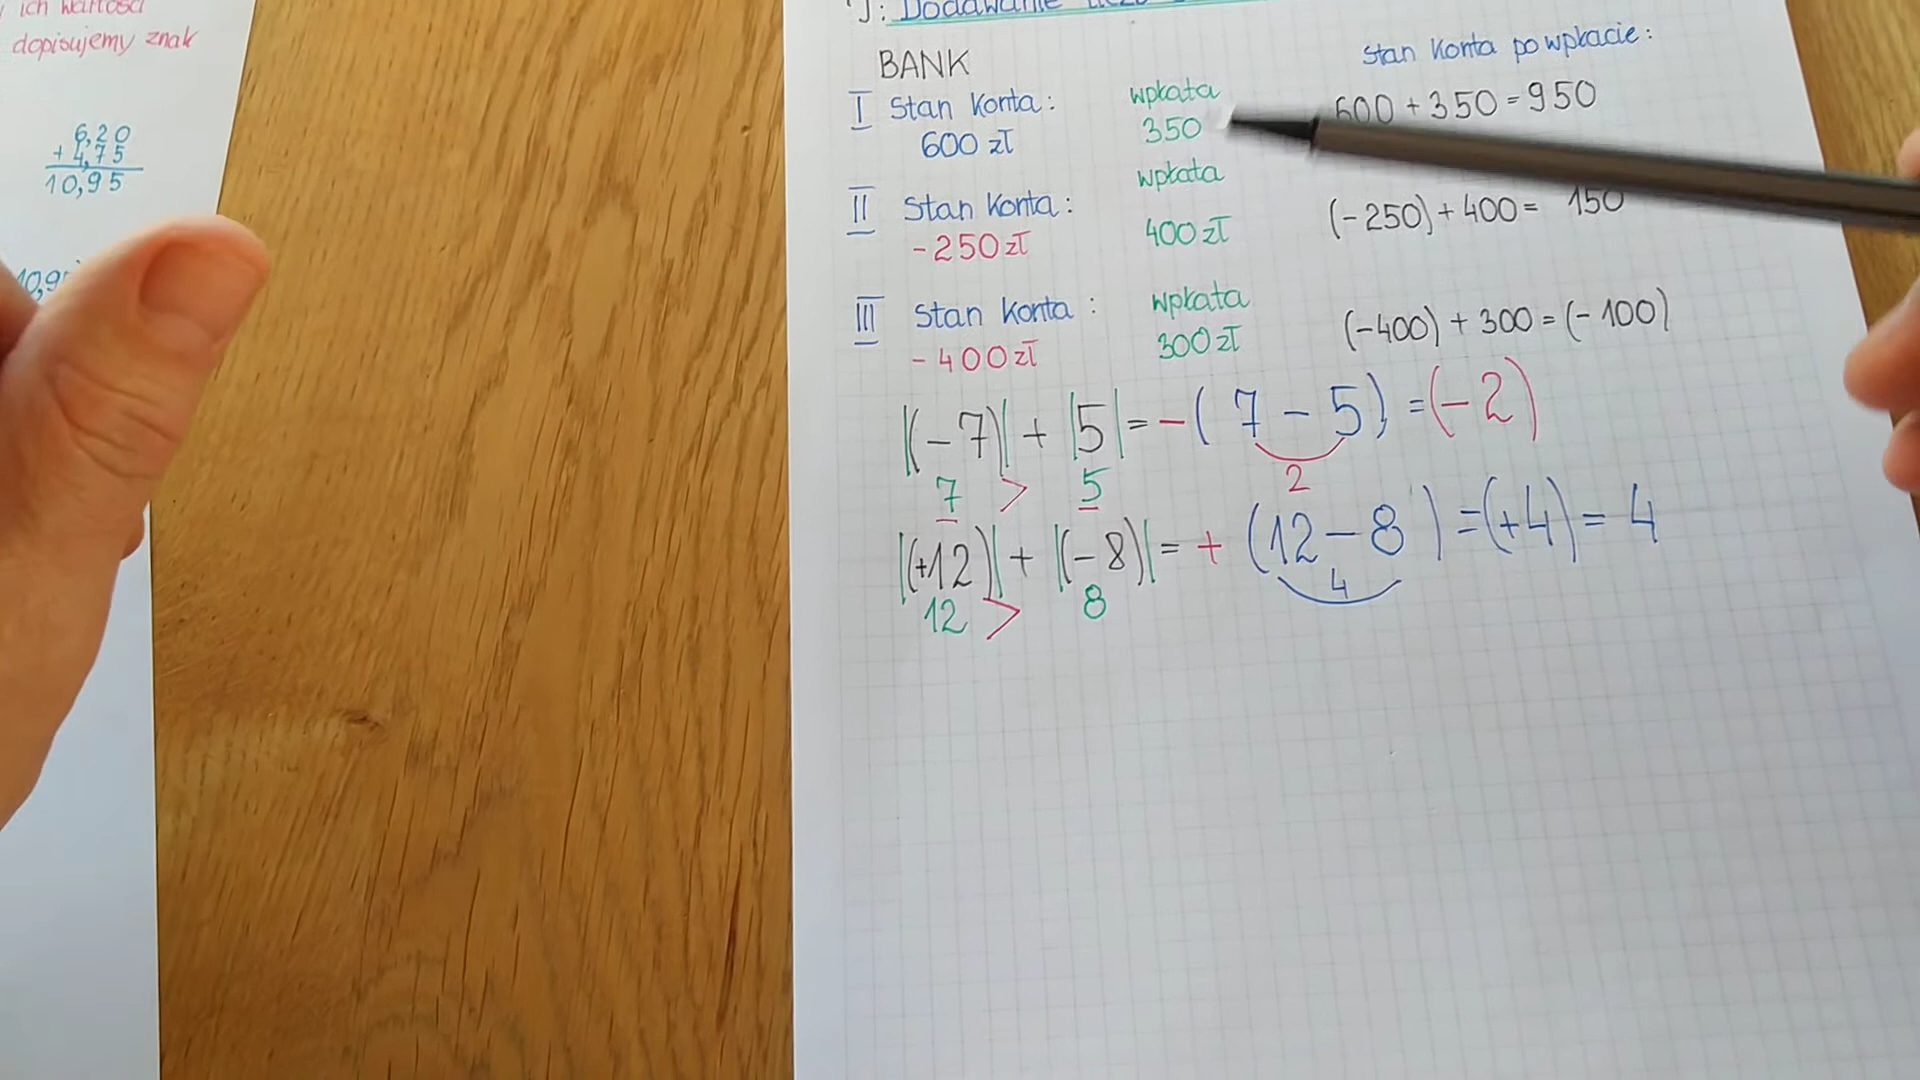 ich wartości
dopisujemy znak
6,20
+ 4,75
10,95
T: Dodawanie
BANK
Stan konta po wpłacie:
I Stan konta: wpłata
600 zł 350 600 + 350 = 950
II Stan konta: wpłata
-250 zł 400 zł (-250) + 400 = 150
III Stan konta: wpłata
-400 zł 300 zł (-400) + 300 = (-100)
|(-7)| + |5| = -(7 - 5) = (-2)
7 > 5 2
|(+12)| + |(-8)| = + (12 - 8) = (+4) = 4
12 > 8 4